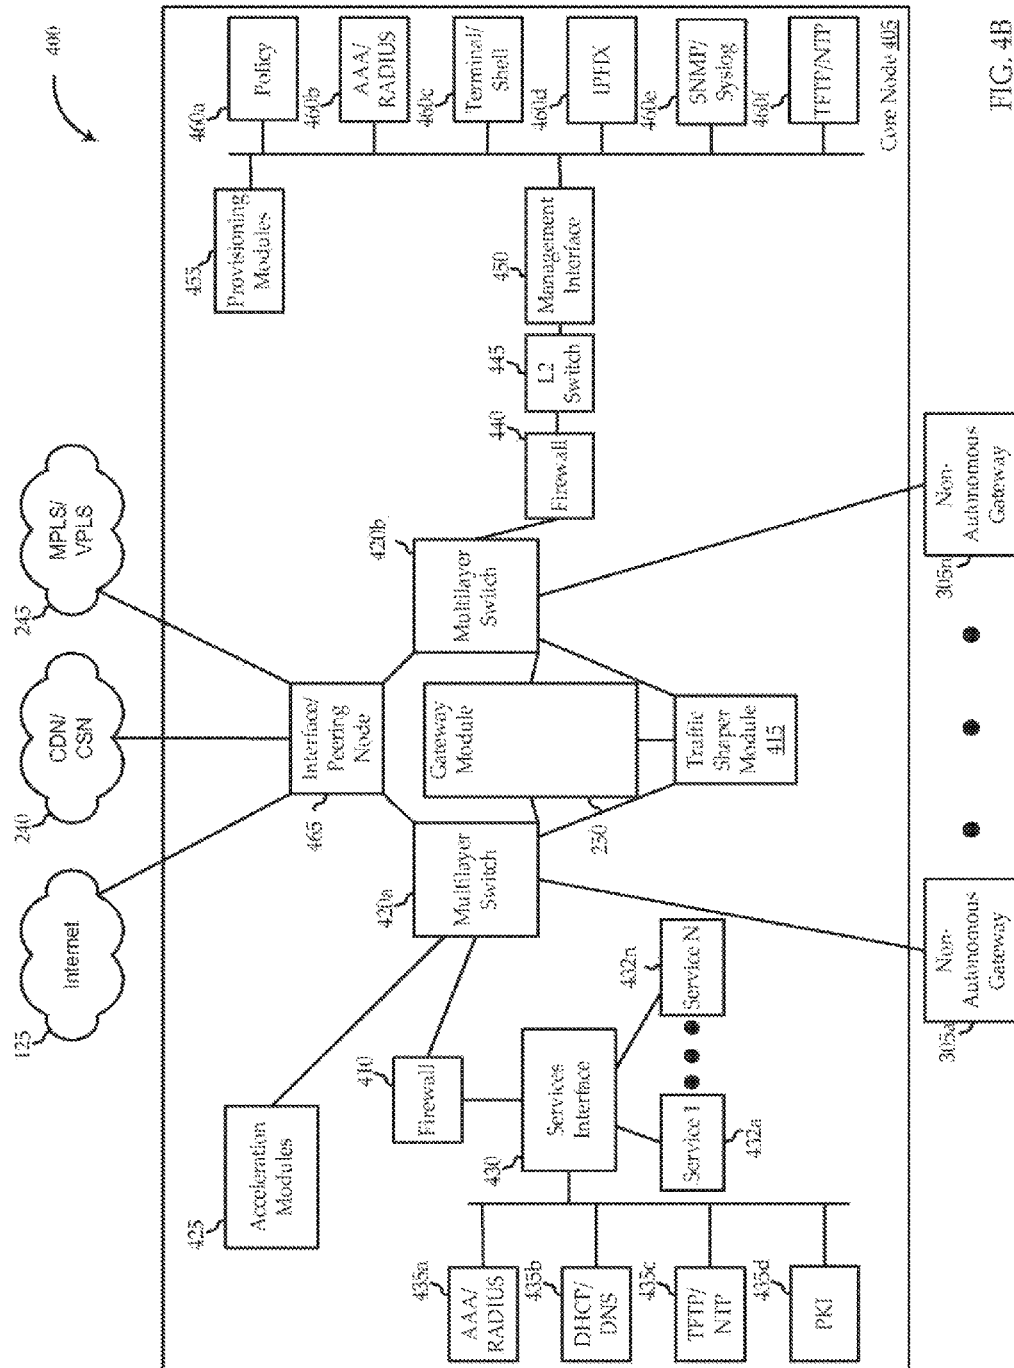 400
125
Internet
240
CDN/
CSN
245
MPLS/
VPLS
425
Acceleration
Modules
465
Interface/
Peering
Node
455
Provisioning
Modules
460a
Policy
460b
AAA/
RADIUS
460c
Terminal/
Shell
460d
IPFIX
460e
SNMP/
Syslog
460f
TFTP/NTP
410
Firewall
420a
Multilayer
Switch
Gateway
Module
230
420b
Multilayer
Switch
440
Firewall
445
L2
Switch
450
Management
Interface
435a
AAA/
RADIUS
435b
DHCP/
DNS
435c
TFTP/
NTP
435d
PKI
430
Services
Interface
Service 1
432a
Service N
432n
Traffic
Shaper
Module
415
Core Node 405
305a
Non-
Autonomous
Gateway
305n
Non-
Autonomous
Gateway
FIG. 4B